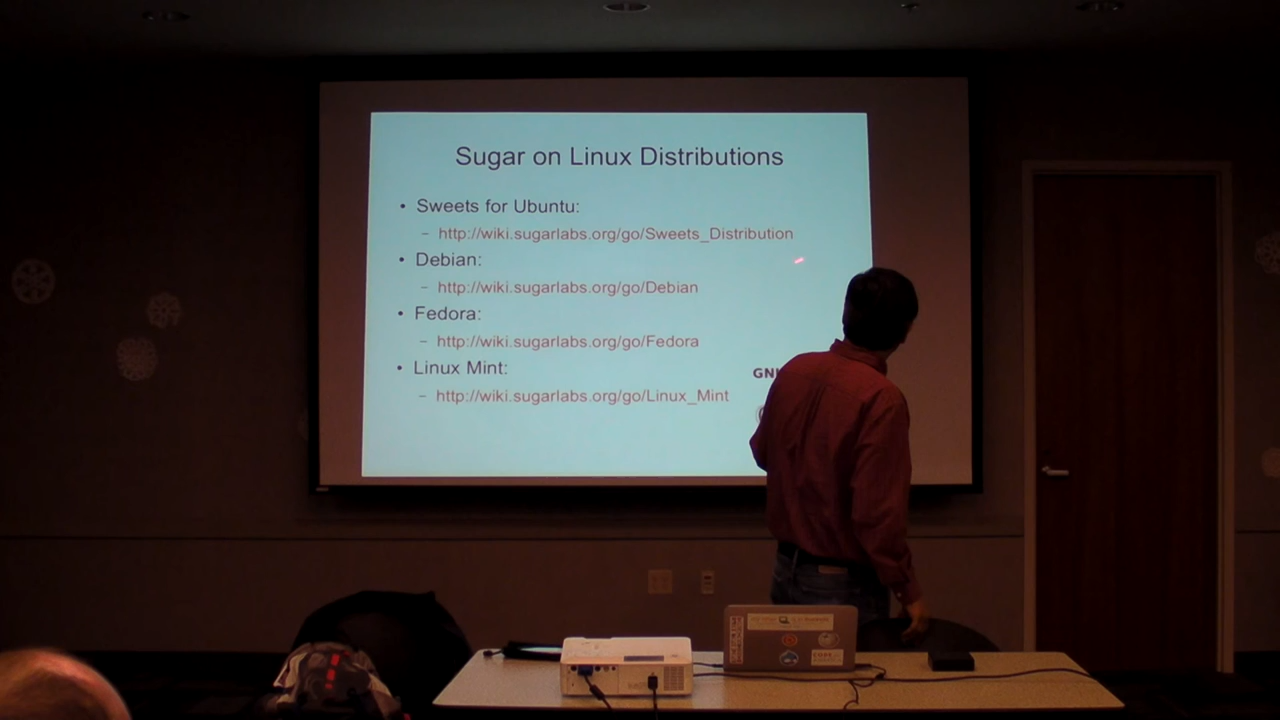 Sugar on Linux Distributions
• Sweets for Ubuntu:
– http://wiki.sugarlabs.org/go/Sweets_Distribution
• Debian:
– http://wiki.sugarlabs.org/go/Debian
• Fedora:
– http://wiki.sugarlabs.org/go/Fedora
• Linux Mint:
– http://wiki.sugarlabs.org/go/Linux_Mint